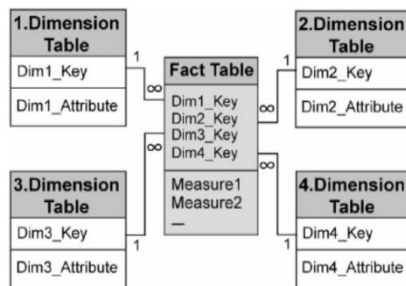 1.Dimension
Table
Dim1_Key
Dim1_Attribute
1
∞
Fact Table
Dim1_Key
Dim2_Key
Dim3_Key
Dim4_Key
Measure1
Measure2
—
2.Dimension
Table
Dim2_Key
Dim2_Attribute
1
∞
3.Dimension
Table
Dim3_Key
Dim3_Attribute
1
∞
4.Dimension
Table
Dim4_Key
Dim4_Attribute
1
∞